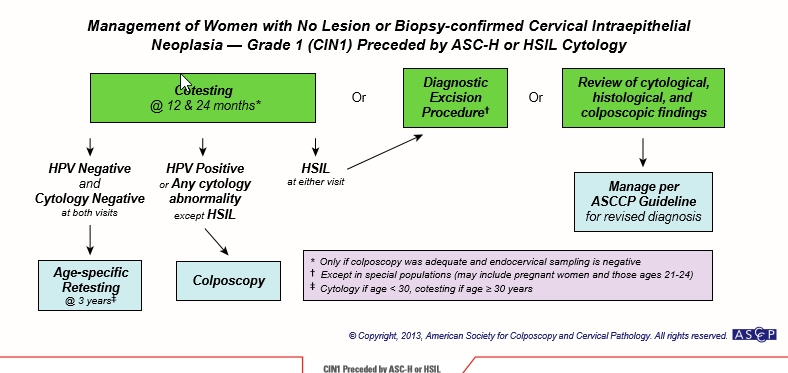 Management of Women with No Lesion or Biopsy-confirmed Cervical Intraepithelial
Neoplasia — Grade 1 (CIN1) Preceded by ASC-H or HSIL Cytology
Cotesting
@ 12 & 24 months*
Or
Diagnostic
Excision
Procedure†
Or
Review of cytological,
histological, and
colposcopic findings
HPV Negative
and
Cytology Negative
at both visits
HPV Positive
or Any cytology
abnormality
except HSIL
HSIL
at either visit
Manage per
ASCCP Guideline
for revised diagnosis
Age-specific
Retesting
@ 3 years‡
Colposcopy
* Only if colposcopy was adequate and endocervical sampling is negative
† Except in special populations (may include pregnant women and those ages 21-24)
‡ Cytology if age < 30, cotesting if age ≥ 30 years
© Copyright, 2013, American Society for Colposcopy and Cervical Pathology. All rights reserved.
ASCCP
CIN1 Preceded by ASC-H or HSIL